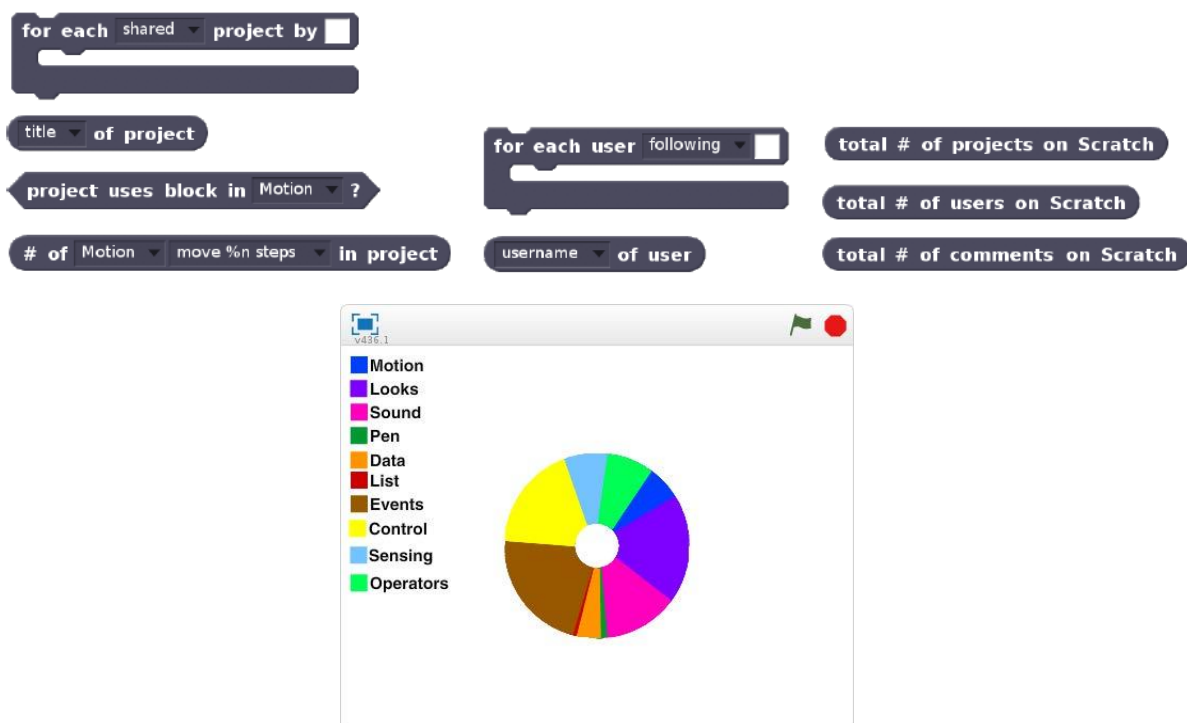 for each shared project by
title of project
project uses block in Motion ?
# of Motion move %n steps in project
for each user following
username of user
total # of projects on Scratch
total # of users on Scratch
total # of comments on Scratch
v436.1
Motion
Looks
Sound
Pen
Data
List
Events
Control
Sensing
Operators